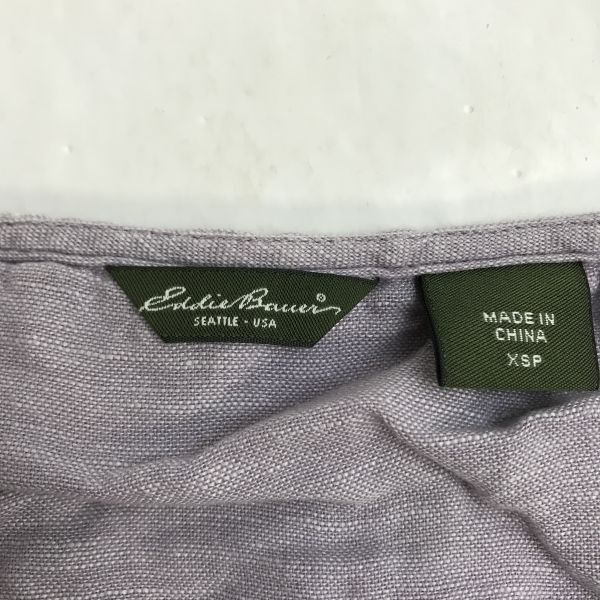 Eddie Bauer®
SEATTLE - USA
MADE IN
CHINA
XSP